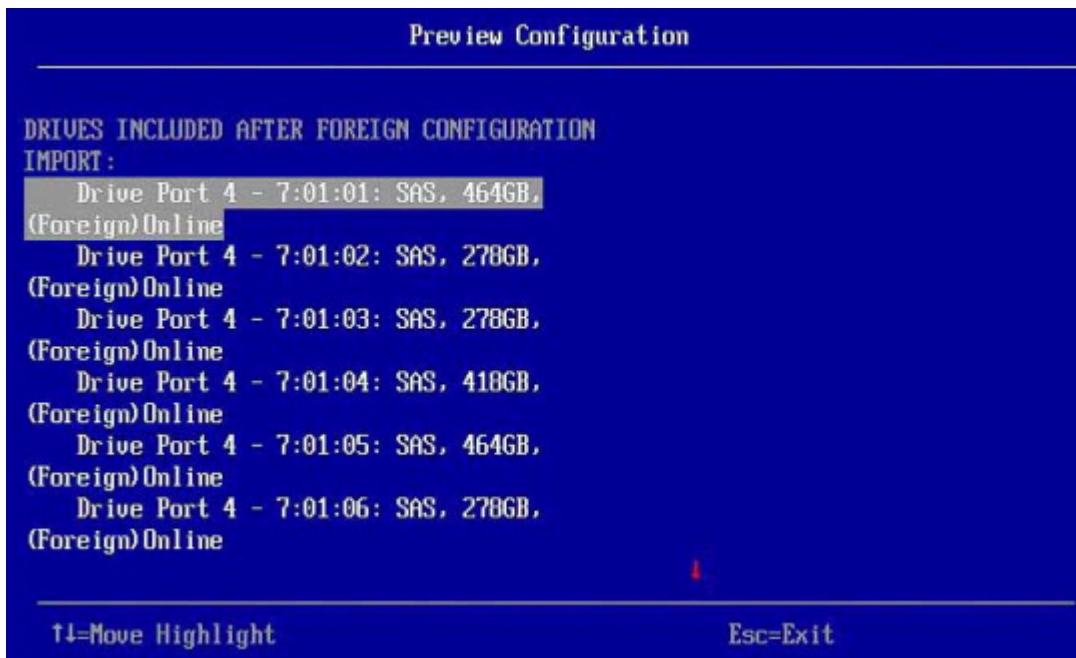 Preview Configuration
DRIVES INCLUDED AFTER FOREIGN CONFIGURATION
IMPORT:
Drive Port 4 - 7:01:01: SAS, 464GB,
(Foreign)Online
Drive Port 4 - 7:01:02: SAS, 278GB,
(Foreign)Online
Drive Port 4 - 7:01:03: SAS, 278GB,
(Foreign)Online
Drive Port 4 - 7:01:04: SAS, 418GB,
(Foreign)Online
Drive Port 4 - 7:01:05: SAS, 464GB,
(Foreign)Online
Drive Port 4 - 7:01:06: SAS, 278GB,
(Foreign)Online
↓
↑↓=Move Highlight Esc=Exit